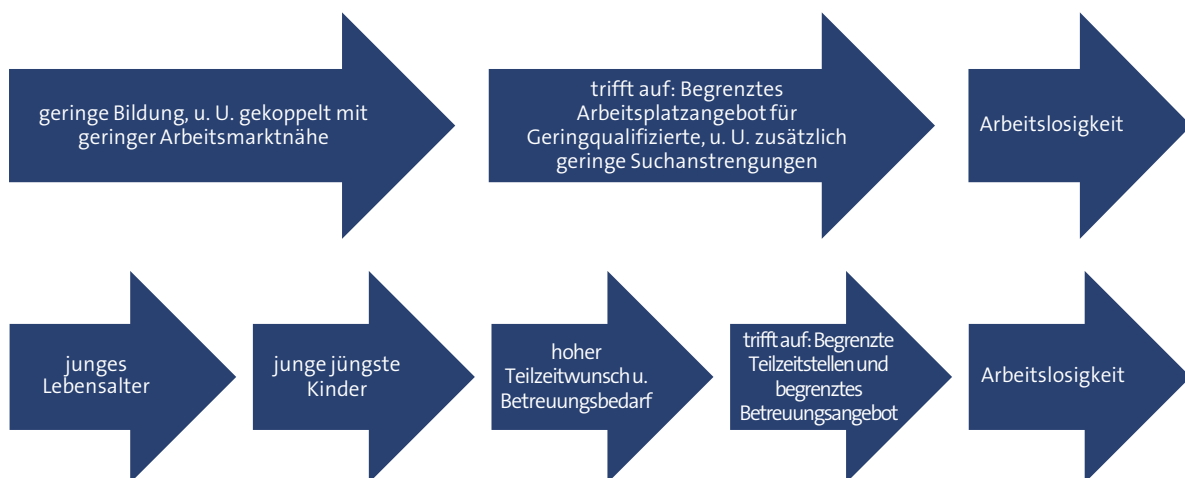 geringe Bildung, u. U. gekoppelt mit
geringer Arbeitsmarktnähe
trifft auf: Begrenztes
Arbeitsplatzangebot für
Geringqualifizierte, u. U. zusätzlich
geringe Suchanstrengungen
Arbeitslosigkeit
junges
Lebensalter
junge jüngste
Kinder
hoher
Teilzeitwunsch u.
Betreuungsbedarf
trifft auf: Begrenzte
Teilzeitstellen und
begrenztes
Betreuungsangebot
Arbeitslosigkeit